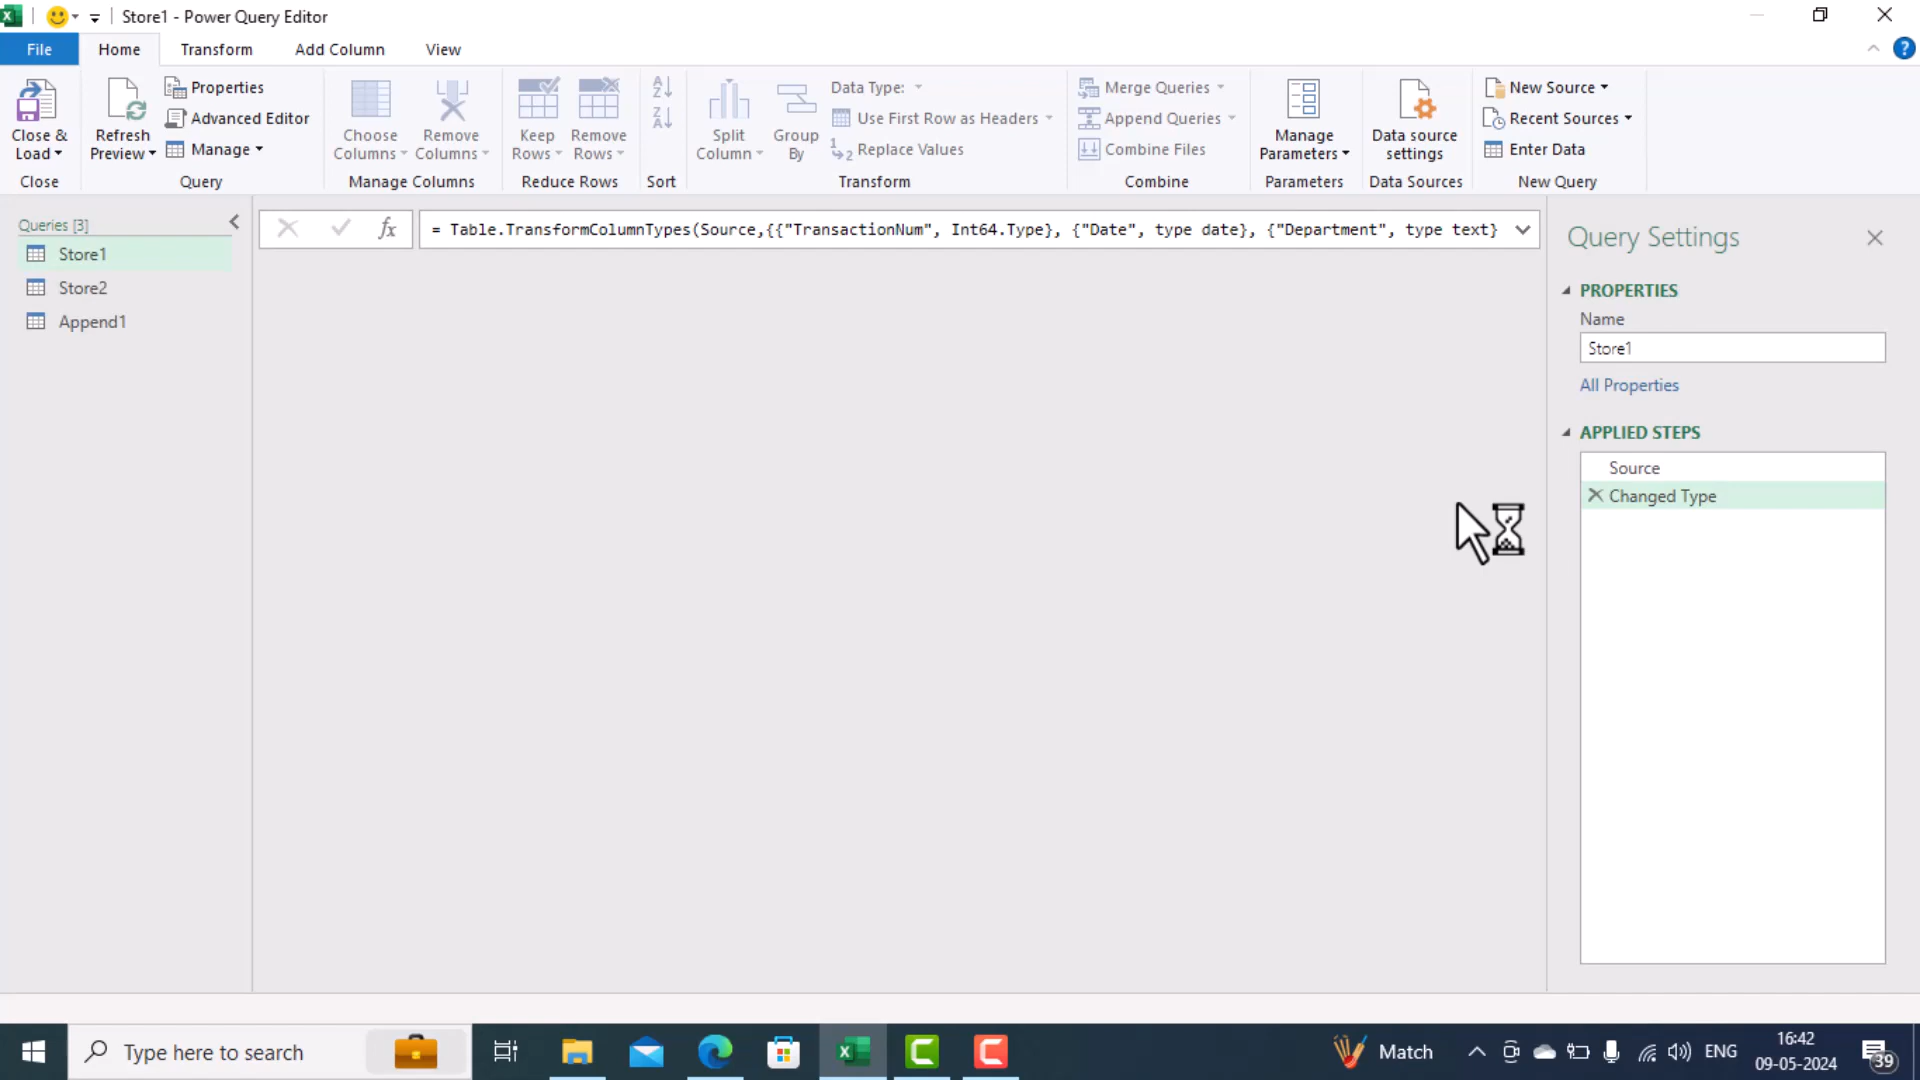 Store1 - Power Query Editor
File
Home
Transform
Add Column
View
Close &
Load
Refresh
Preview
Properties
Advanced Editor
Manage
Choose
Columns
Remove
Columns
Keep
Rows
Remove
Rows
Split
Column
Group
By
Data Type:
Use First Row as Headers
Replace Values
Merge Queries
Append Queries
Combine Files
Manage
Parameters
Data source
settings
New Source
Recent Sources
Enter Data
Close
Query
Manage Columns
Reduce Rows
Sort
Transform
Combine
Parameters
Data Sources
New Query
Queries [3]
Store1
Store2
Append1
fx
= Table.TransformColumnTypes(Source,{{"TransactionNum", Int64.Type}, {"Date", type date}, {"Department", type text}
Query Settings
PROPERTIES
Name
Store1
All Properties
APPLIED STEPS
Source
Changed Type
Type here to search
Match
ENG
16:42
09-05-2024
39